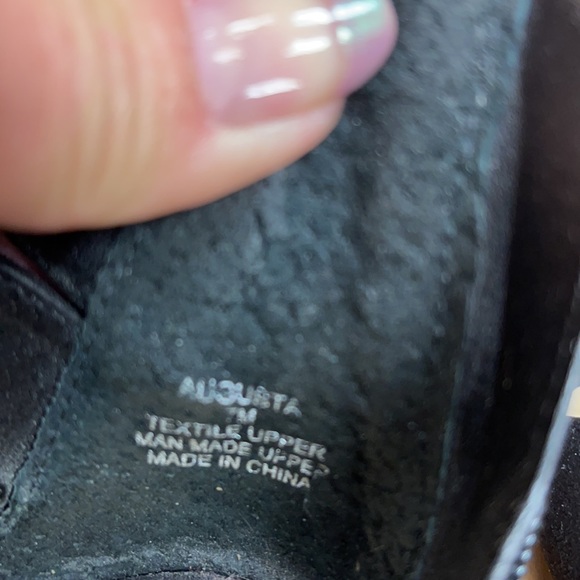 AUGUSTA
7M
TEXTILE UPPER
MAN MADE UPPER
MADE IN CHINA